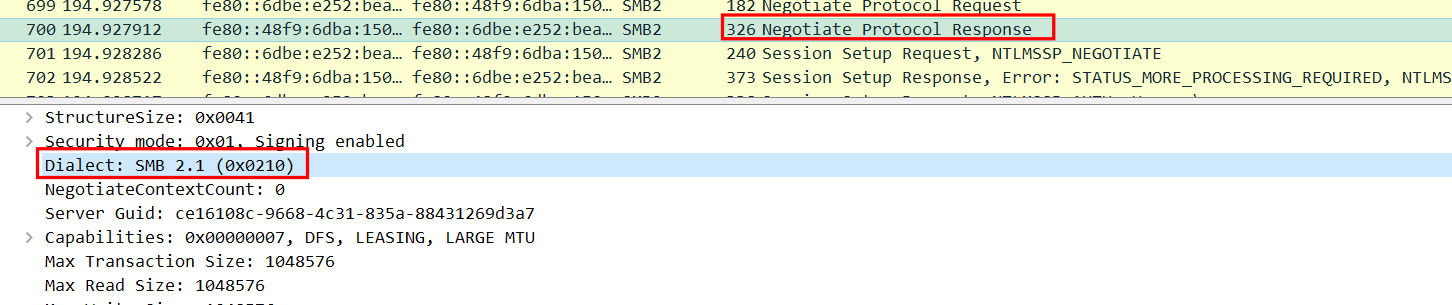 699 194.927578 fe80::6dbe:e252:bea… fe80::48f9:6dba:150… SMB2 182 Negotiate Protocol Request
700 194.927912 fe80::48f9:6dba:150… fe80::6dbe:e252:bea… SMB2 326 Negotiate Protocol Response
701 194.928286 fe80::6dbe:e252:bea… fe80::48f9:6dba:150… SMB2 240 Session Setup Request, NTLMSSP_NEGOTIATE
702 194.928522 fe80::48f9:6dba:150… fe80::6dbe:e252:bea… SMB2 373 Session Setup Response, Error: STATUS_MORE_PROCESSING_REQUIRED, NTLMS
StructureSize: 0x0041
Security mode: 0x01, Signing enabled
Dialect: SMB 2.1 (0x0210)
NegotiateContextCount: 0
Server Guid: ce16108c-9668-4c31-835a-88431269d3a7
Capabilities: 0x00000007, DFS, LEASING, LARGE MTU
Max Transaction Size: 1048576
Max Read Size: 1048576